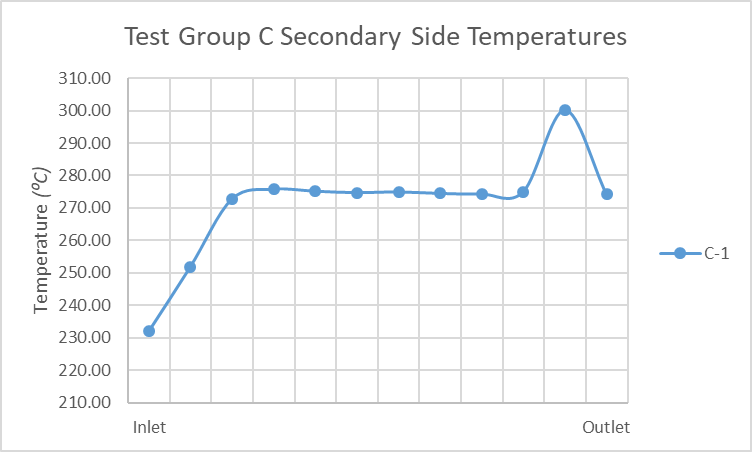 Test Group C Secondary Side Temperatures
310.00
300.00
290.00
280.00
270.00
260.00
250.00
240.00
230.00
220.00
210.00
Temperature (ºC)
Inlet
Outlet
C-1